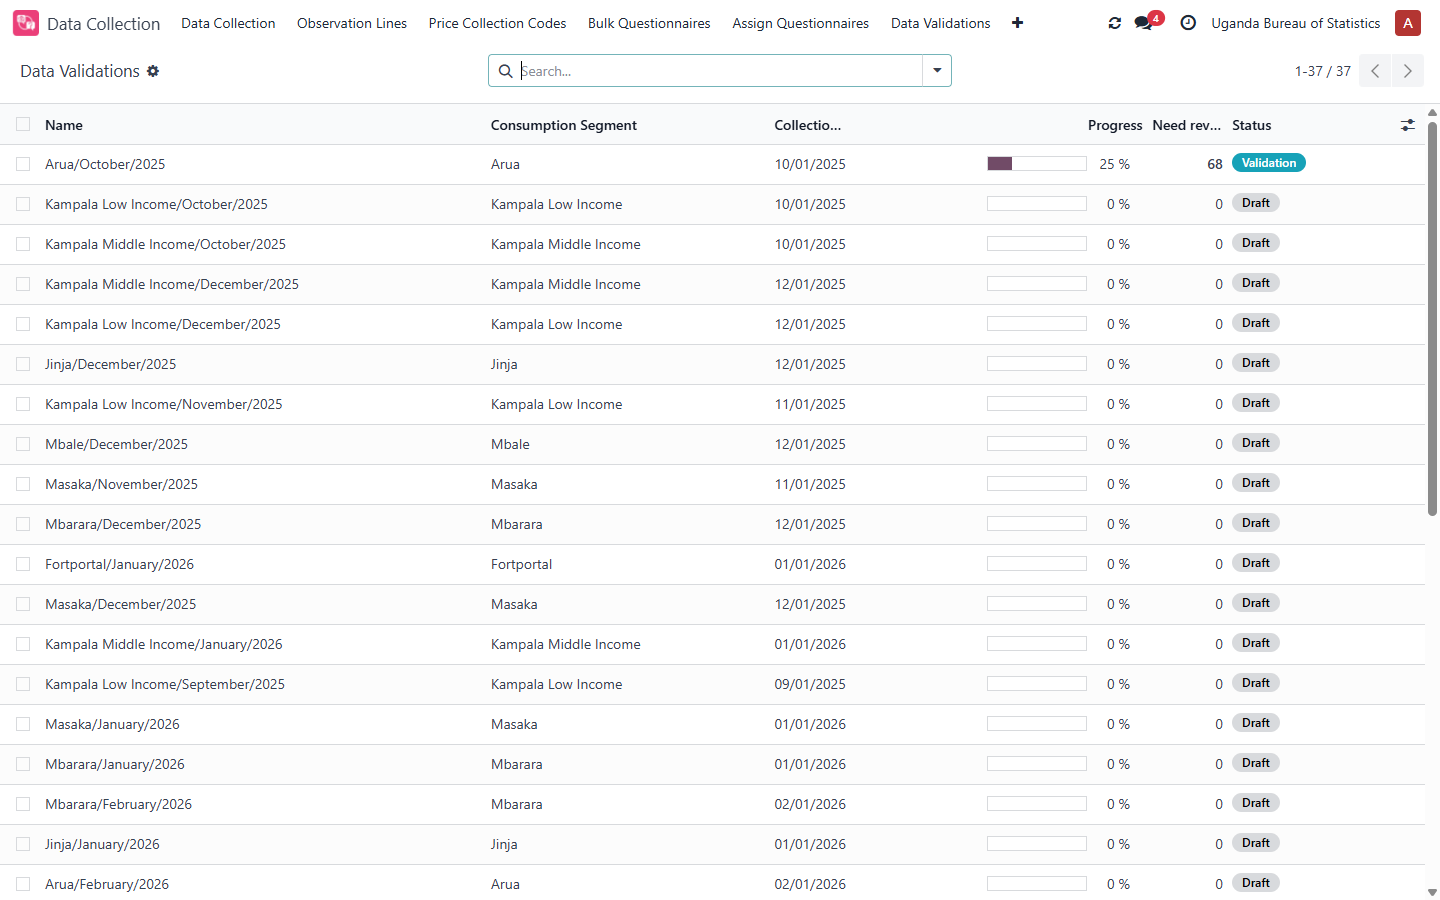 Data Collection Data Collection Observation Lines Price Collection Codes Bulk Questionnaires Assign Questionnaires Data Validations 4 Uganda Bureau of Statistics A
Data Validations Search... 1-37 / 37
Name Consumption Segment Collectio... Progress Need rev... Status
Arua/October/2025 Arua 10/01/2025 25 % 68 Validation
Kampala Low Income/October/2025 Kampala Low Income 10/01/2025 0 % 0 Draft
Kampala Middle Income/October/2025 Kampala Middle Income 10/01/2025 0 % 0 Draft
Kampala Middle Income/December/2025 Kampala Middle Income 12/01/2025 0 % 0 Draft
Kampala Low Income/December/2025 Kampala Low Income 12/01/2025 0 % 0 Draft
Jinja/December/2025 Jinja 12/01/2025 0 % 0 Draft
Kampala Low Income/November/2025 Kampala Low Income 11/01/2025 0 % 0 Draft
Mbale/December/2025 Mbale 12/01/2025 0 % 0 Draft
Masaka/November/2025 Masaka 11/01/2025 0 % 0 Draft
Mbarara/December/2025 Mbarara 12/01/2025 0 % 0 Draft
Fortportal/January/2026 Fortportal 01/01/2026 0 % 0 Draft
Masaka/December/2025 Masaka 12/01/2025 0 % 0 Draft
Kampala Middle Income/January/2026 Kampala Middle Income 01/01/2026 0 % 0 Draft
Kampala Low Income/September/2025 Kampala Low Income 09/01/2025 0 % 0 Draft
Masaka/January/2026 Masaka 01/01/2026 0 % 0 Draft
Mbarara/January/2026 Mbarara 01/01/2026 0 % 0 Draft
Mbarara/February/2026 Mbarara 02/01/2026 0 % 0 Draft
Jinja/January/2026 Jinja 01/01/2026 0 % 0 Draft
Arua/February/2026 Arua 02/01/2026 0 % 0 Draft